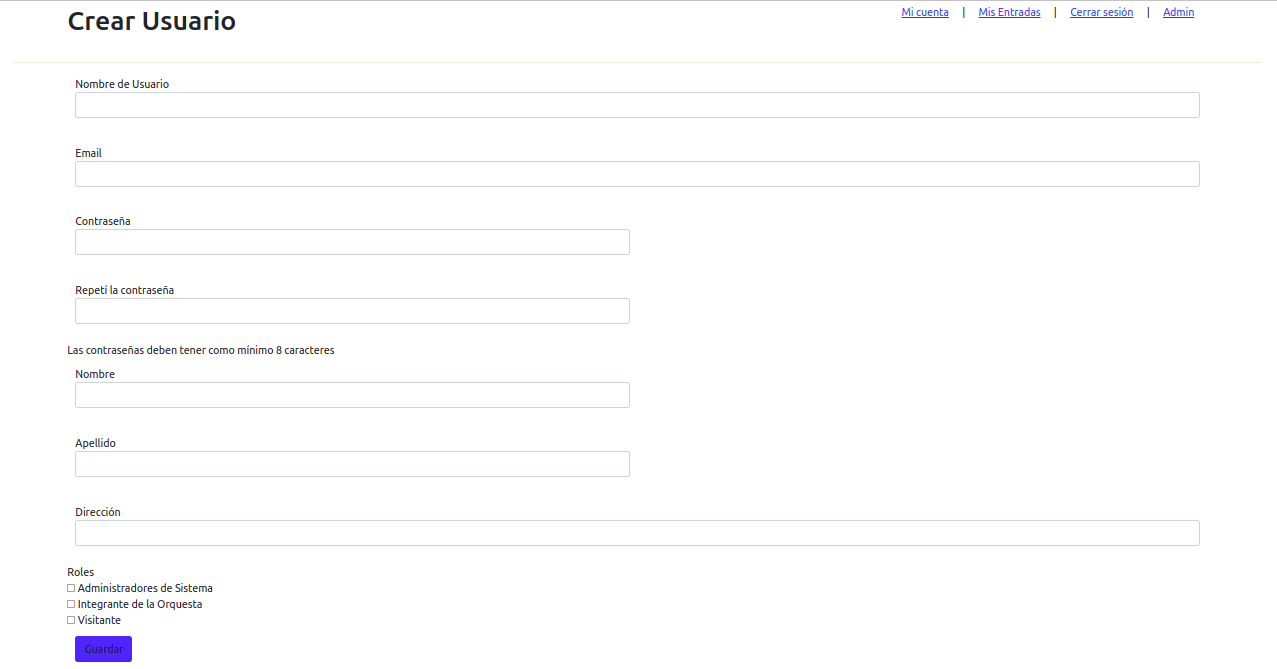 Crear Usuario
Mi cuenta | Mis Entradas | Cerrar sesión | Admin
Nombre de Usuario
Email
Contraseña
Repetí la contraseña
Las contraseñas deben tener como mínimo 8 caracteres
Nombre
Apellido
Dirección
Roles
Administradores de Sistema
Integrante de la Orquesta
Visitante
Guardar